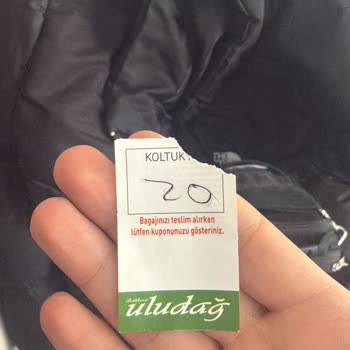 KOLTUK
20
Bagajınızı teslim alırken
lütfen kuponunuzu gösteriniz.
uludağ